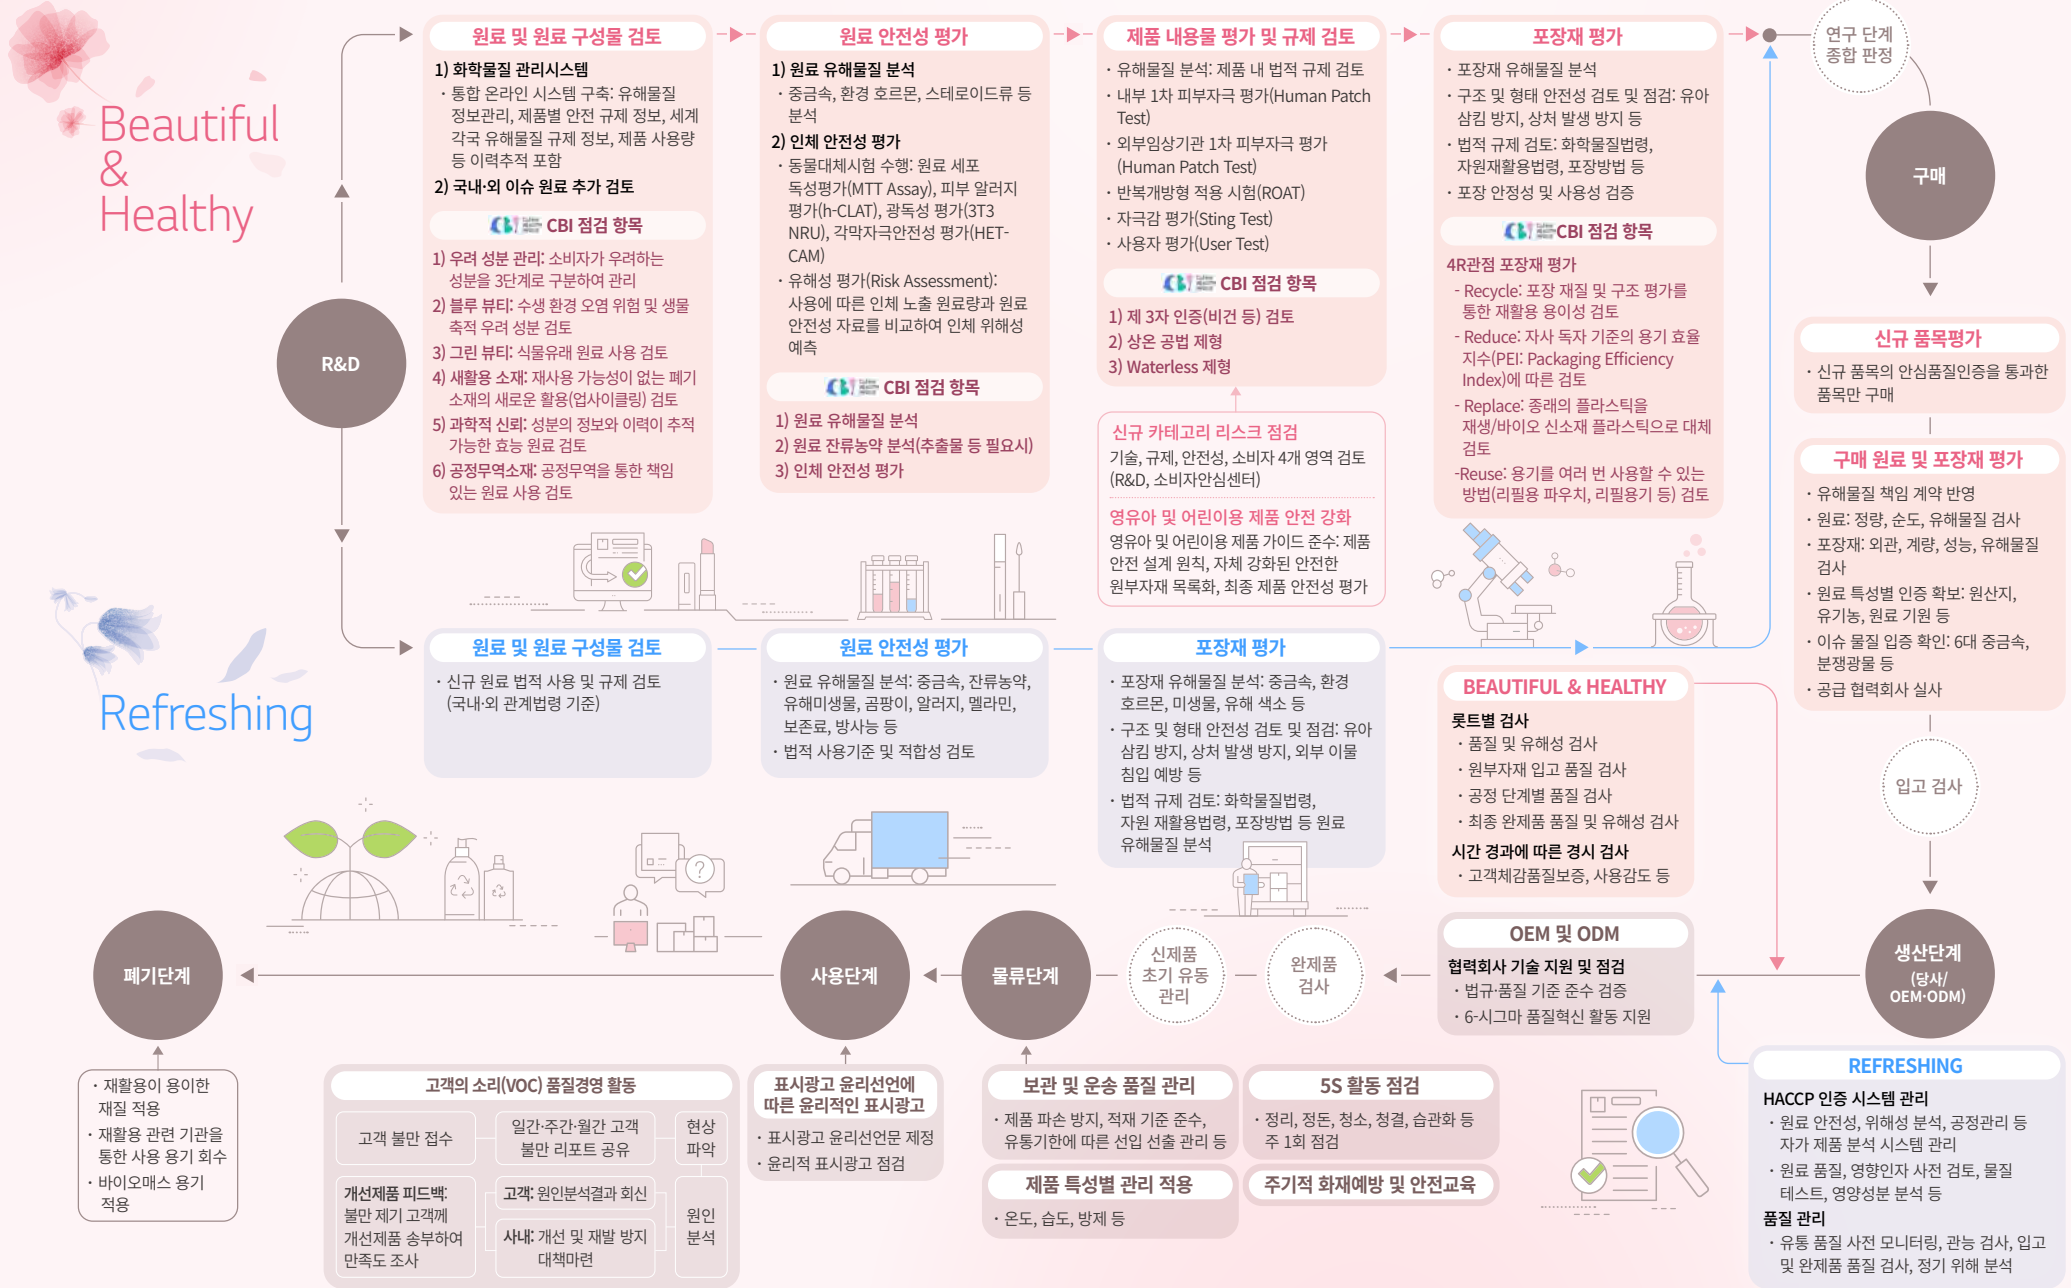 Beautiful
&
Healthy
R&D
원료 및 원료 구성물 검토
1) 화학물질 관리시스템
· 통합 온라인 시스템 구축: 유해물질
정보관리, 제품별 안전 규제 정보, 세계
각국 유해물질 규제 정보, 제품 사용량
등 이력추적 포함
2) 국내·외 이슈 원료 추가 검토
CBI 점검 항목
1) 우려 성분 관리: 소비자가 우려하는
성분을 3단계로 구분하여 관리
2) 블루 뷰티: 수생 환경 오염 위험 및 생물
축적 우려 성분 검토
3) 그린 뷰티: 식물유래 원료 사용 검토
4) 새활용 소재: 재사용 가능성이 없는 폐기
소재의 새로운 활용(업사이클링) 검토
5) 과학적 신뢰: 성분의 정보와 이력이 추적
가능한 효능 원료 검토
6) 공정무역소재: 공정무역을 통한 책임
있는 원료 사용 검토
원료 안전성 평가
1) 원료 유해물질 분석
· 중금속, 환경 호르몬, 스테로이드류 등
분석
2) 인체 안전성 평가
· 동물대체시험 수행: 원료 세포
독성평가(MTT Assay), 피부 알러지
평가(h-CLAT), 광독성 평가(3T3
NRU), 각막자극안전성 평가(HET-
CAM)
· 유해성 평가(Risk Assessment):
사용에 따른 인체 노출 원료량과 원료
안전성 자료를 비교하여 인체 위해성
예측
CBI 점검 항목
1) 원료 유해물질 분석
2) 원료 잔류농약 분석(추출물 등 필요시)
3) 인체 안전성 평가
제품 내용물 평가 및 규제 검토
· 유해물질 분석: 제품 내 법적 규제 검토
· 내부 1차 피부자극 평가(Human Patch
Test)
· 외부임상기관 1차 피부자극 평가
(Human Patch Test)
· 반복개방형 적용 시험(ROAT)
· 자극감 평가(Sting Test)
· 사용자 평가(User Test)
CBI 점검 항목
1) 제 3자 인증(비건 등) 검토
2) 상온 공법 제형
3) Waterless 제형
신규 카테고리 리스크 점검
기술, 규제, 안전성, 소비자 4개 영역 검토
(R&D, 소비자안심센터)
영유아 및 어린이용 제품 안전 강화
영유아 및 어린이용 제품 가이드 준수: 제품
안전 설계 원칙, 자체 강화된 안전한
원부자재 목록화, 최종 제품 안전성 평가
포장재 평가
· 포장재 유해물질 분석
· 구조 및 형태 안전성 검토 및 점검: 유아
삼킴 방지, 상처 발생 방지 등
· 법적 규제 검토: 화학물질법령,
자원재활용법령, 포장방법 등
· 포장 안정성 및 사용성 검증
CBI 점검 항목
4R관점 포장재 평가
- Recycle: 포장 재질 및 구조 평가를
통한 재활용 용이성 검토
- Reduce: 자사 독자 기준의 용기 효율
지수(PEI: Packaging Efficiency
Index)에 따른 검토
- Replace: 종래의 플라스틱을
재생/바이오 신소재 플라스틱으로 대체
검토
-Reuse: 용기를 여러 번 사용할 수 있는
방법(리필용 파우치, 리필용기 등) 검토
연구 단계
종합 판정
구매
신규 품목평가
· 신규 품목의 안심품질인증을 통과한
품목만 구매
구매 원료 및 포장재 평가
· 유해물질 책임 계약 반영
· 원료: 정량, 순도, 유해물질 검사
· 포장재: 외관, 계량, 성능, 유해물질
검사
· 원료 특성별 인증 확보: 원산지,
유기농, 원료 기원 등
· 이슈 물질 입증 확인: 6대 중금속,
분쟁광물 등
· 공급 협력회사 실사
입고 검사
Refreshing
원료 및 원료 구성물 검토
· 신규 원료 법적 사용 및 규제 검토
(국내·외 관계법령 기준)
원료 안전성 평가
· 원료 유해물질 분석: 중금속, 잔류농약,
유해미생물, 곰팡이, 알러지, 멜라민,
보존료, 방사능 등
· 법적 사용기준 및 적합성 검토
포장재 평가
· 포장재 유해물질 분석: 중금속, 환경
호르몬, 미생물, 유해 색소 등
· 구조 및 형태 안전성 검토 및 점검: 유아
삼킴 방지, 상처 발생 방지, 외부 이물
침입 예방 등
· 법적 규제 검토: 화학물질법령,
자원 재활용법령, 포장방법 등 원료
유해물질 분석
BEAUTIFUL & HEALTHY
롯트별 검사
· 품질 및 유해성 검사
· 원부자재 입고 품질 검사
· 공정 단계별 품질 검사
· 최종 완제품 품질 및 유해성 검사
시간 경과에 따른 경시 검사
· 고객체감품질보증, 사용감도 등
생산단계
(당사/
OEM·ODM)
OEM 및 ODM
협력회사 기술 지원 및 점검
· 법규·품질 기준 준수 검증
· 6-시그마 품질혁신 활동 지원
REFRESHING
HACCP 인증 시스템 관리
· 원료 안전성, 위해성 분석, 공정관리 등
자가 제품 분석 시스템 관리
· 원료 품질, 영향인자 사전 검토, 물질
테스트, 영양성분 분석 등
품질 관리
· 유통 품질 사전 모니터링, 관능 검사, 입고
및 완제품 품질 검사, 정기 위해 분석
완제품
검사
신제품
초기 유동
관리
물류단계
보관 및 운송 품질 관리
· 제품 파손 방지, 적재 기준 준수,
유통기한에 따른 선입 선출 관리 등
5S 활동 점검
· 정리, 정돈, 청소, 청결, 습관화 등
주 1회 점검
제품 특성별 관리 적용
· 온도, 습도, 방제 등
주기적 화재예방 및 안전교육
사용단계
표시광고 윤리선언에
따른 윤리적인 표시광고
· 표시광고 윤리선언문 제정
· 윤리적 표시광고 점검
고객의 소리(VOC) 품질경영 활동
고객 불만 접수
일간·주간·월간 고객
불만 리포트 공유
현상
파악
개선제품 피드백:
불만 제기 고객께
개선제품 송부하여
만족도 조사
고객: 원인분석결과 회신
사내: 개선 및 재발 방지
대책마련
원인
분석
폐기단계
· 재활용이 용이한
재질 적용
· 재활용 관련 기관을
통한 사용 용기 회수
· 바이오매스 용기
적용